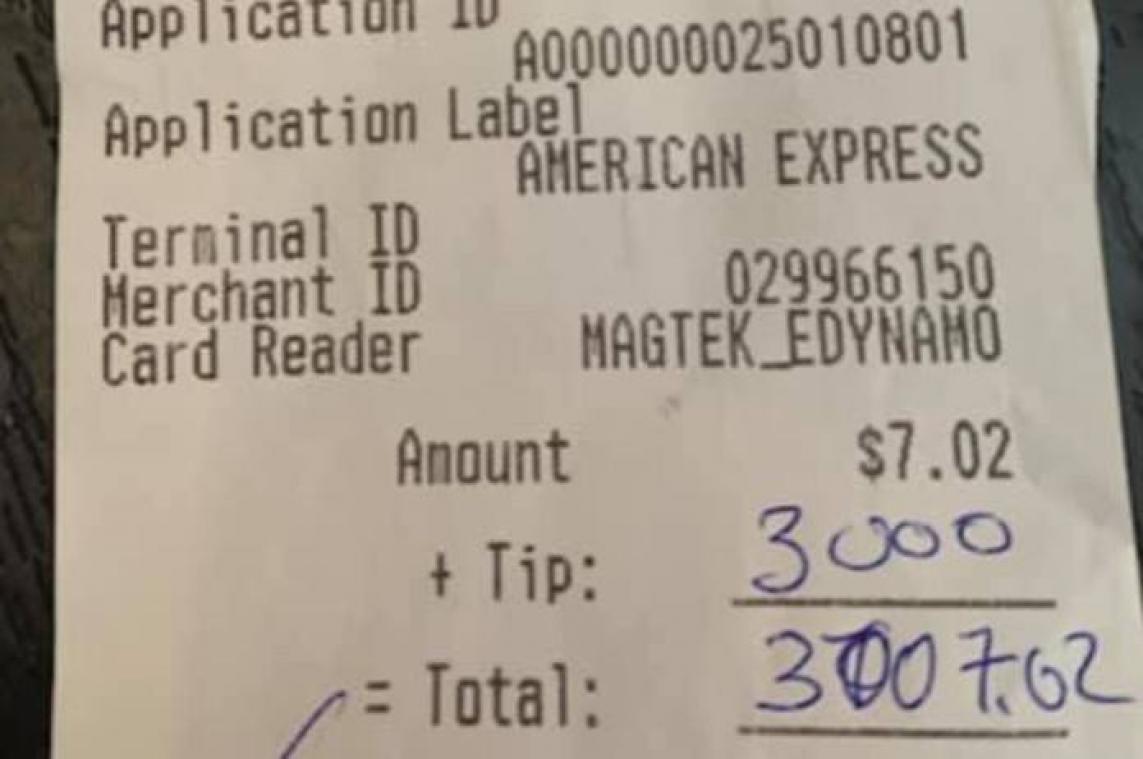 Application ID
A000000025010801
Application Label
AMERICAN EXPRESS
Terminal ID
Merchant ID 029966150
Card Reader MAGTEK_EDYNAMO
Amount $7.02
+ Tip: 3000
= Total: 3007.02